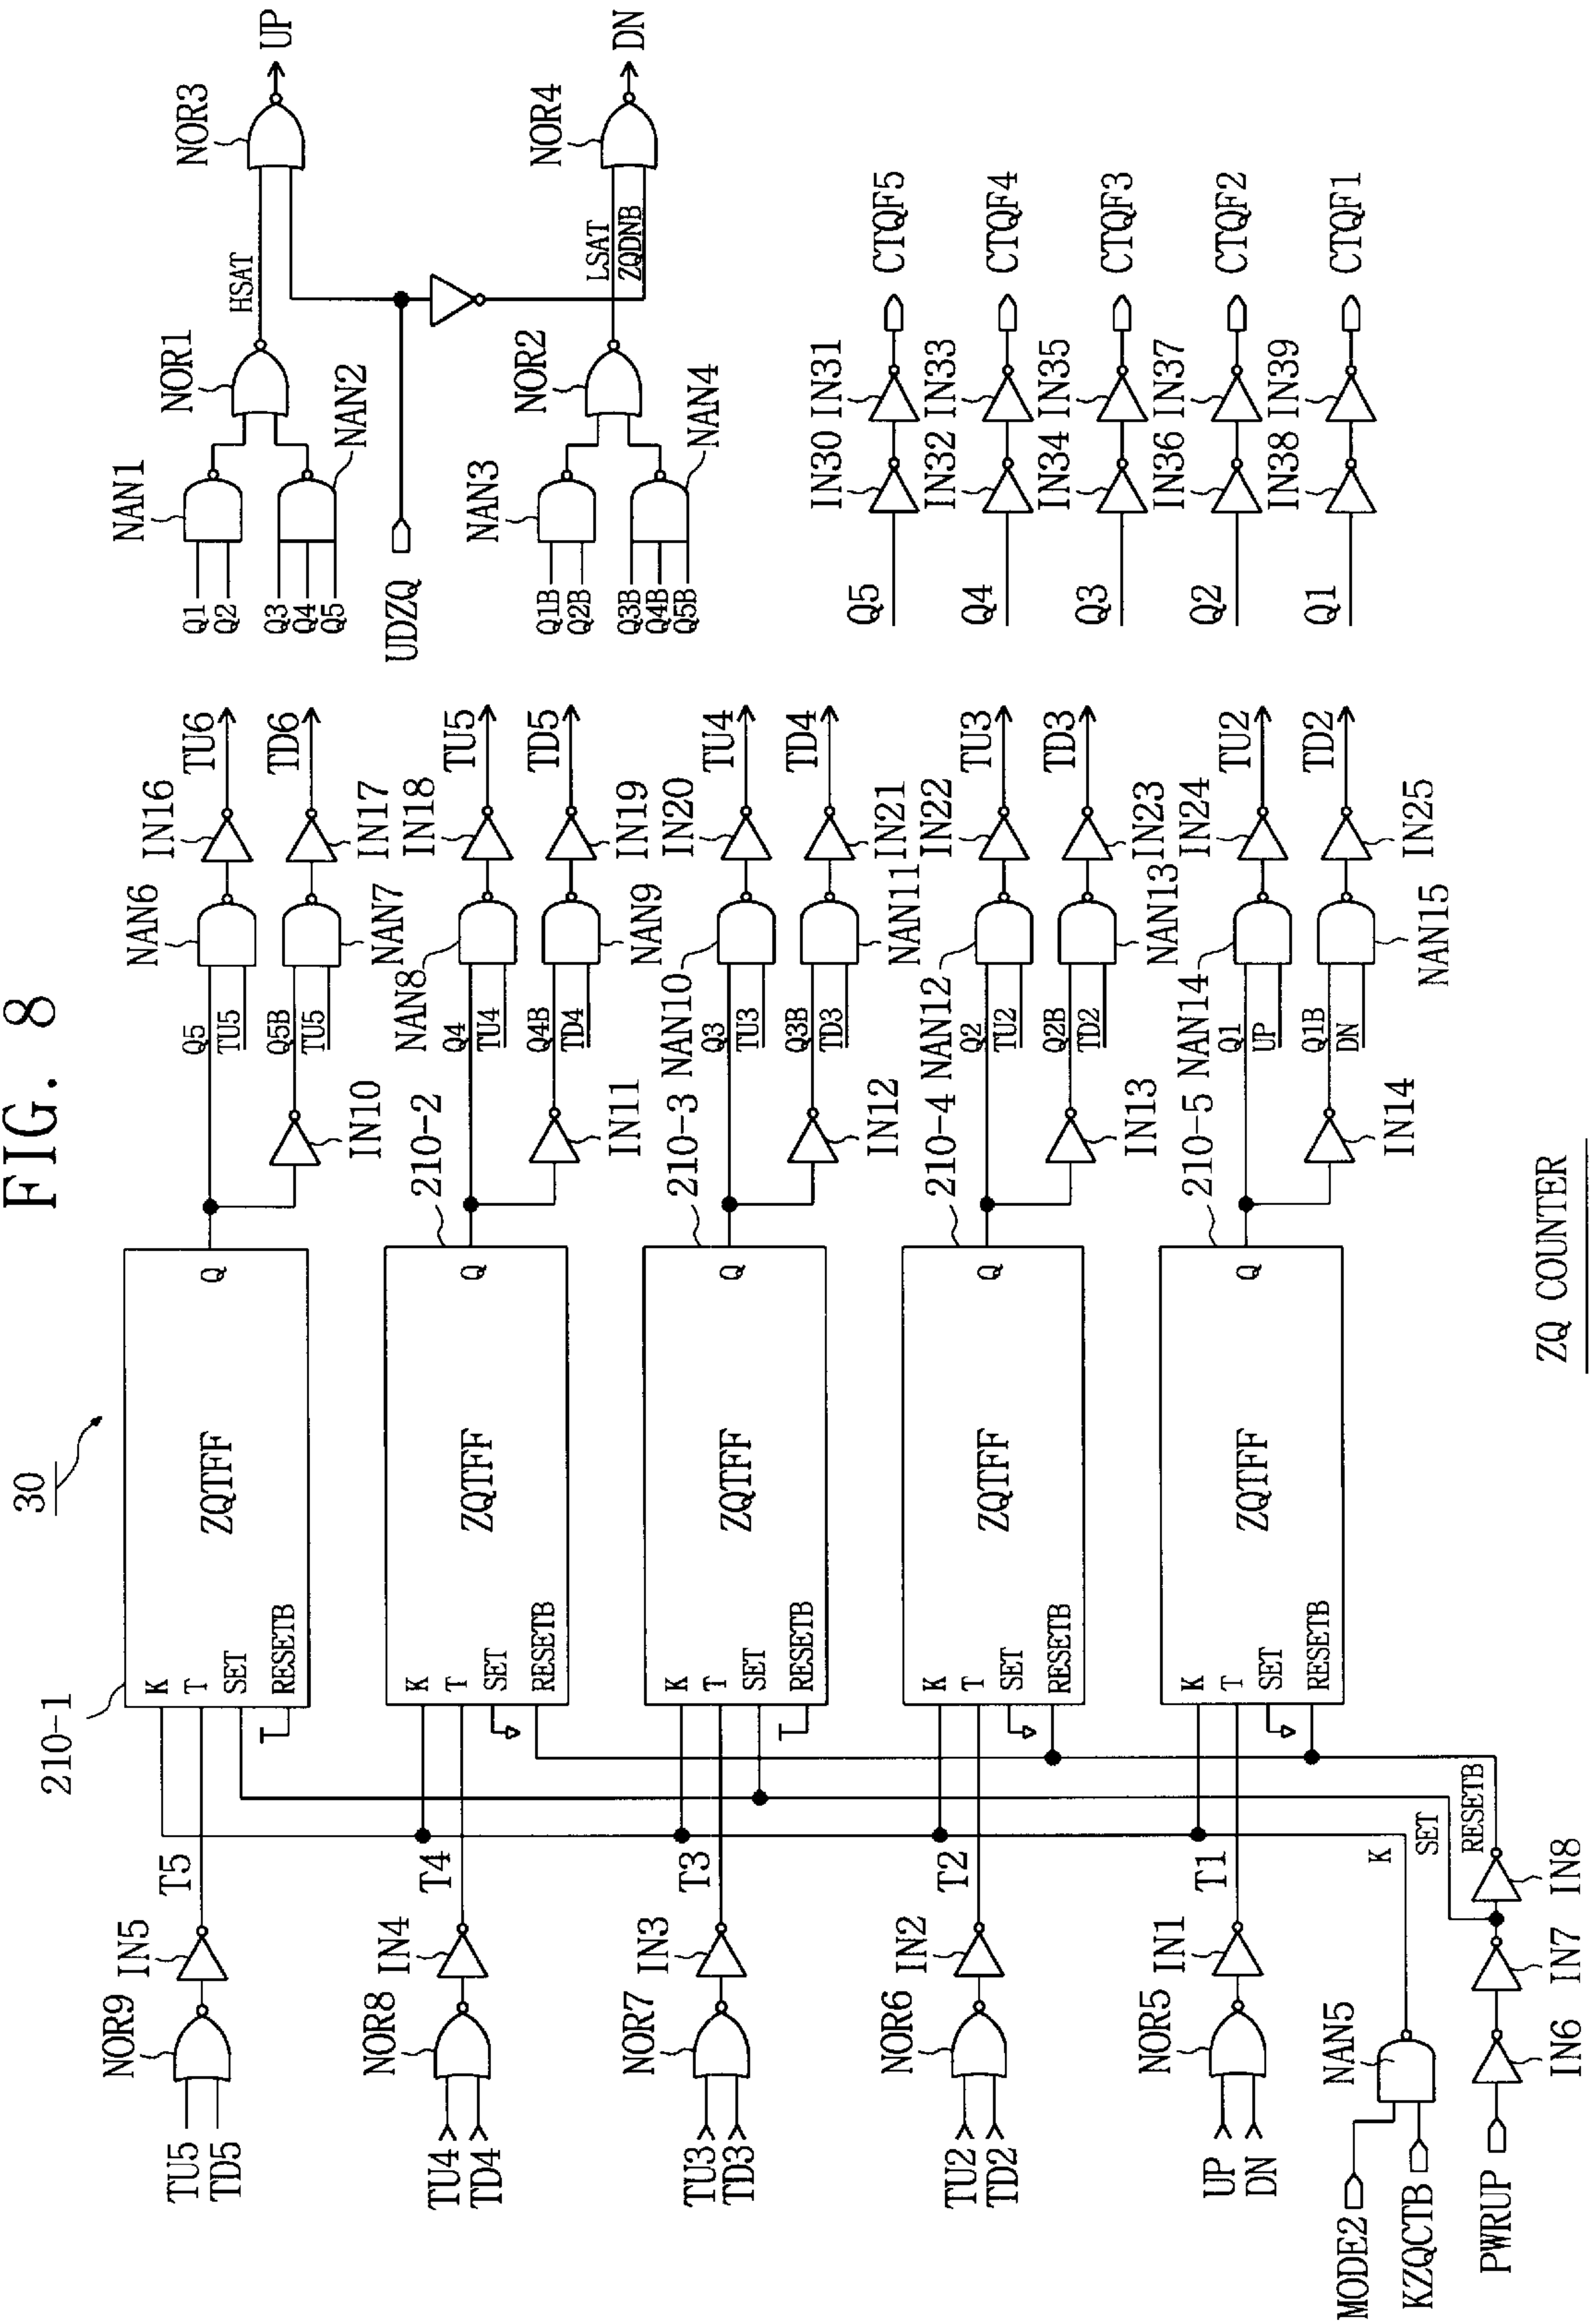 FIG. 8
30
210-1
NOR9
IN5
T5
TU5
TD5
K
T
SET
RESETB
ZQTFF
Q
Q5
TU5
Q5B
TU5
IN10
NAN6
IN16
TU6
NAN7
IN17
TD6
210-2
NOR8
IN4
T4
TU4
TD4
K
T
SET
RESETB
ZQTFF
Q
Q4
TU4
Q4B
TD4
IN11
NAN8
IN18
TU5
NAN9
IN19
TD5
210-3
NOR7
IN3
T3
TU3
TD3
K
T
SET
RESETB
ZQTFF
Q
Q3
TU3
Q3B
TD3
IN12
NAN10
IN20
TU4
NAN11
IN21
TD4
210-4
NOR6
IN2
T2
TU2
TD2
K
T
SET
RESETB
ZQTFF
Q
Q2
TU2
Q2B
TD2
IN13
NAN12
IN22
TU3
NAN13
IN23
TD3
210-5
NOR5
IN1
T1
UP
DN
K
T
SET
RESETB
ZQTFF
Q
Q1
UP
Q1B
DN
IN14
NAN14
IN24
TU2
NAN15
IN25
TD2
MODE2
KZQCTB
NAN5
K
SET
RESETB
PWRUP
IN6
IN7
IN8
NAN1
Q1
Q2
Q3
Q4
Q5
NAN2
NOR1
HSAT
NOR3
UP
UDZQ
NAN3
Q1B
Q2B
Q3B
Q4B
Q5B
NAN4
NOR2
LSAT
ZQDNB
NOR4
DN
Q5
IN30
IN31
CTQF5
Q4
IN32
IN33
CTQF4
Q3
IN34
IN35
CTQF3
Q2
IN36
IN37
CTQF2
Q1
IN38
IN39
CTQF1
ZQ COUNTER